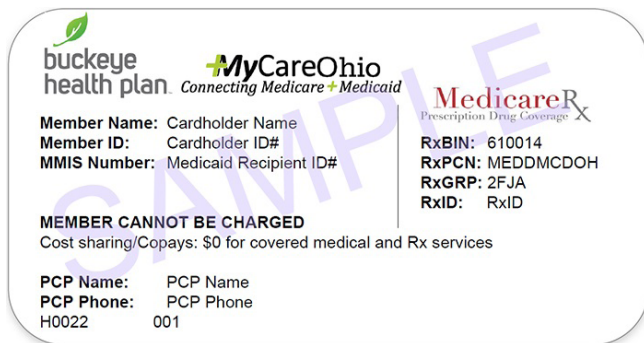 buckeye
health plan
MyCareOhio
Connecting Medicare + Medicaid
MedicareRx
Prescription Drug Coverage
Member Name: Cardholder Name
Member ID: Cardholder ID#
MMIS Number: Medicaid Recipient ID#
RxBIN: 610014
RxPCN: MEDDMCDOH
RxGRP: 2FJA
RxID: RxID
MEMBER CANNOT BE CHARGED
Cost sharing/Copays: $0 for covered medical and Rx services
PCP Name: PCP Name
PCP Phone: PCP Phone
H0022 001
SAMPLE